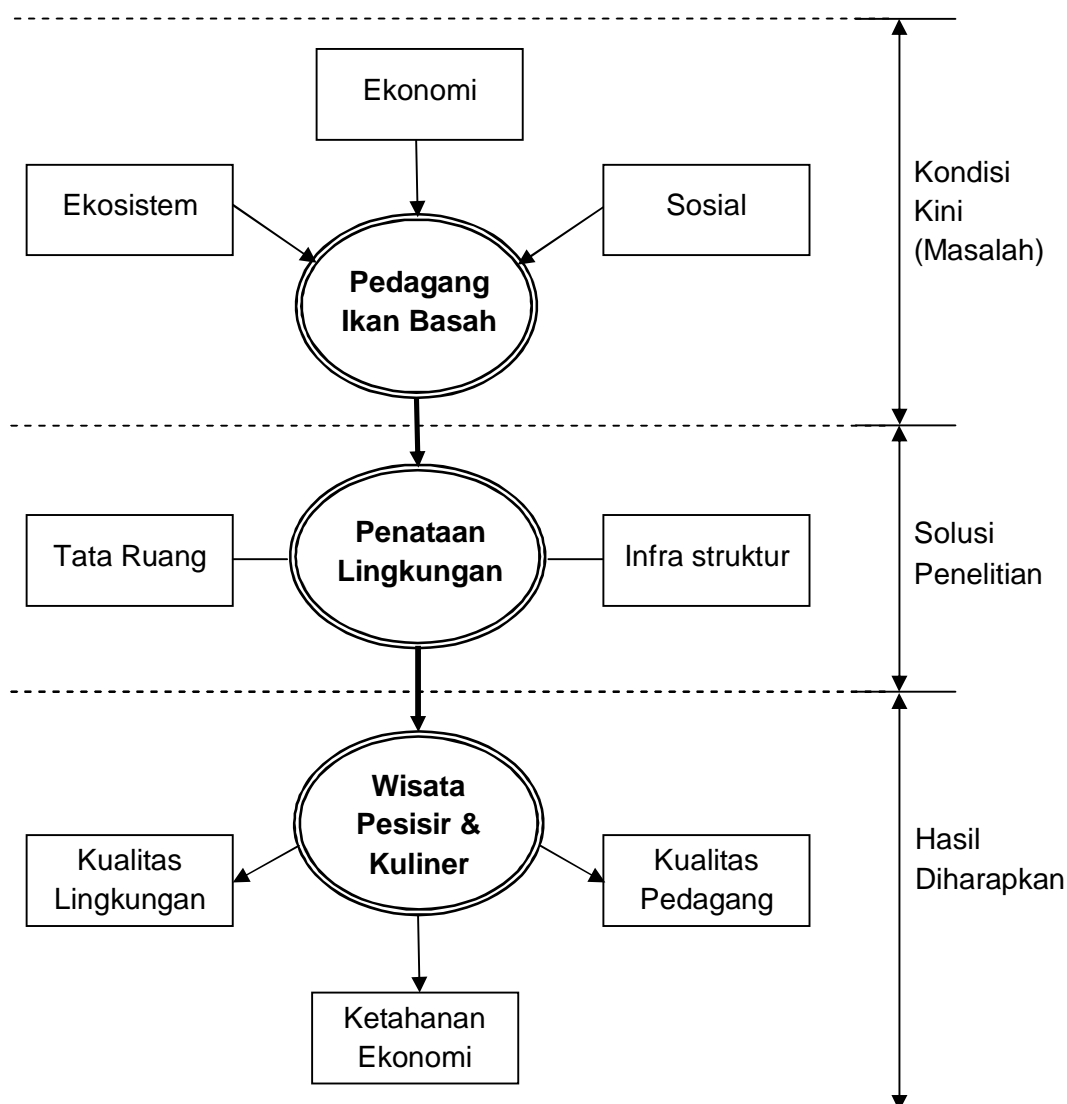 Ekonomi
Ekosistem
Sosial
Kondisi
Kini
(Masalah)
Pedagang
Ikan Basah
Tata Ruang
Penataan
Lingkungan
Infra struktur
Solusi
Penelitian
Wisata
Pesisir &
Kuliner
Kualitas
Lingkungan
Kualitas
Pedagang
Hasil
Diharapkan
Ketahanan
Ekonomi